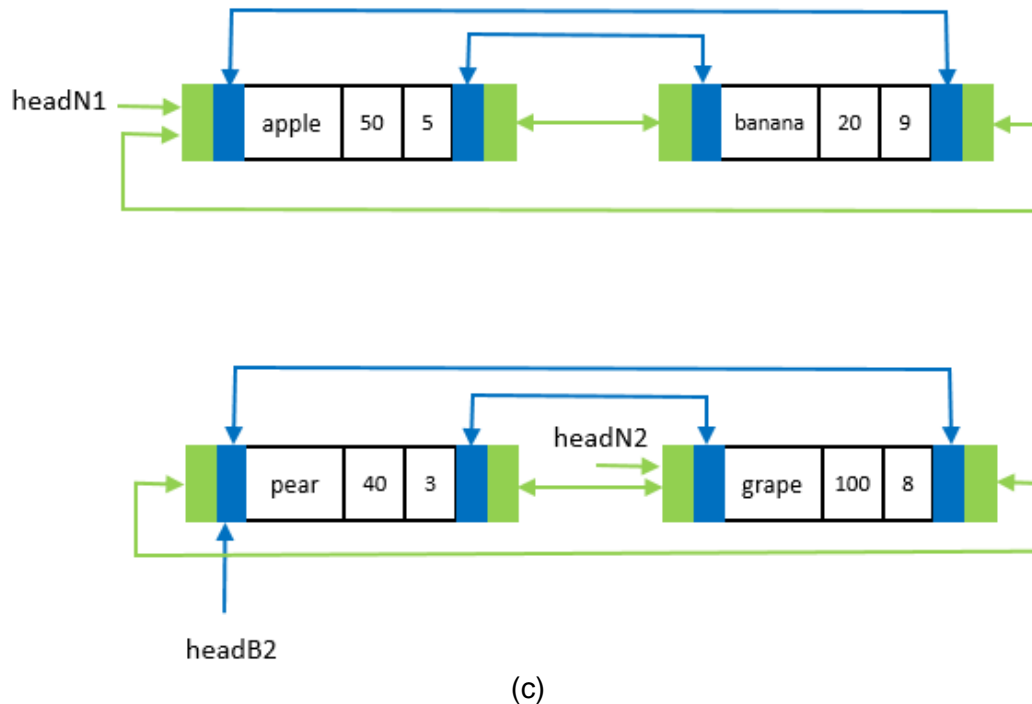 headN1
apple 50 5
banana 20 9
headN2
pear 40 3
grape 100 8
headB2
(c)